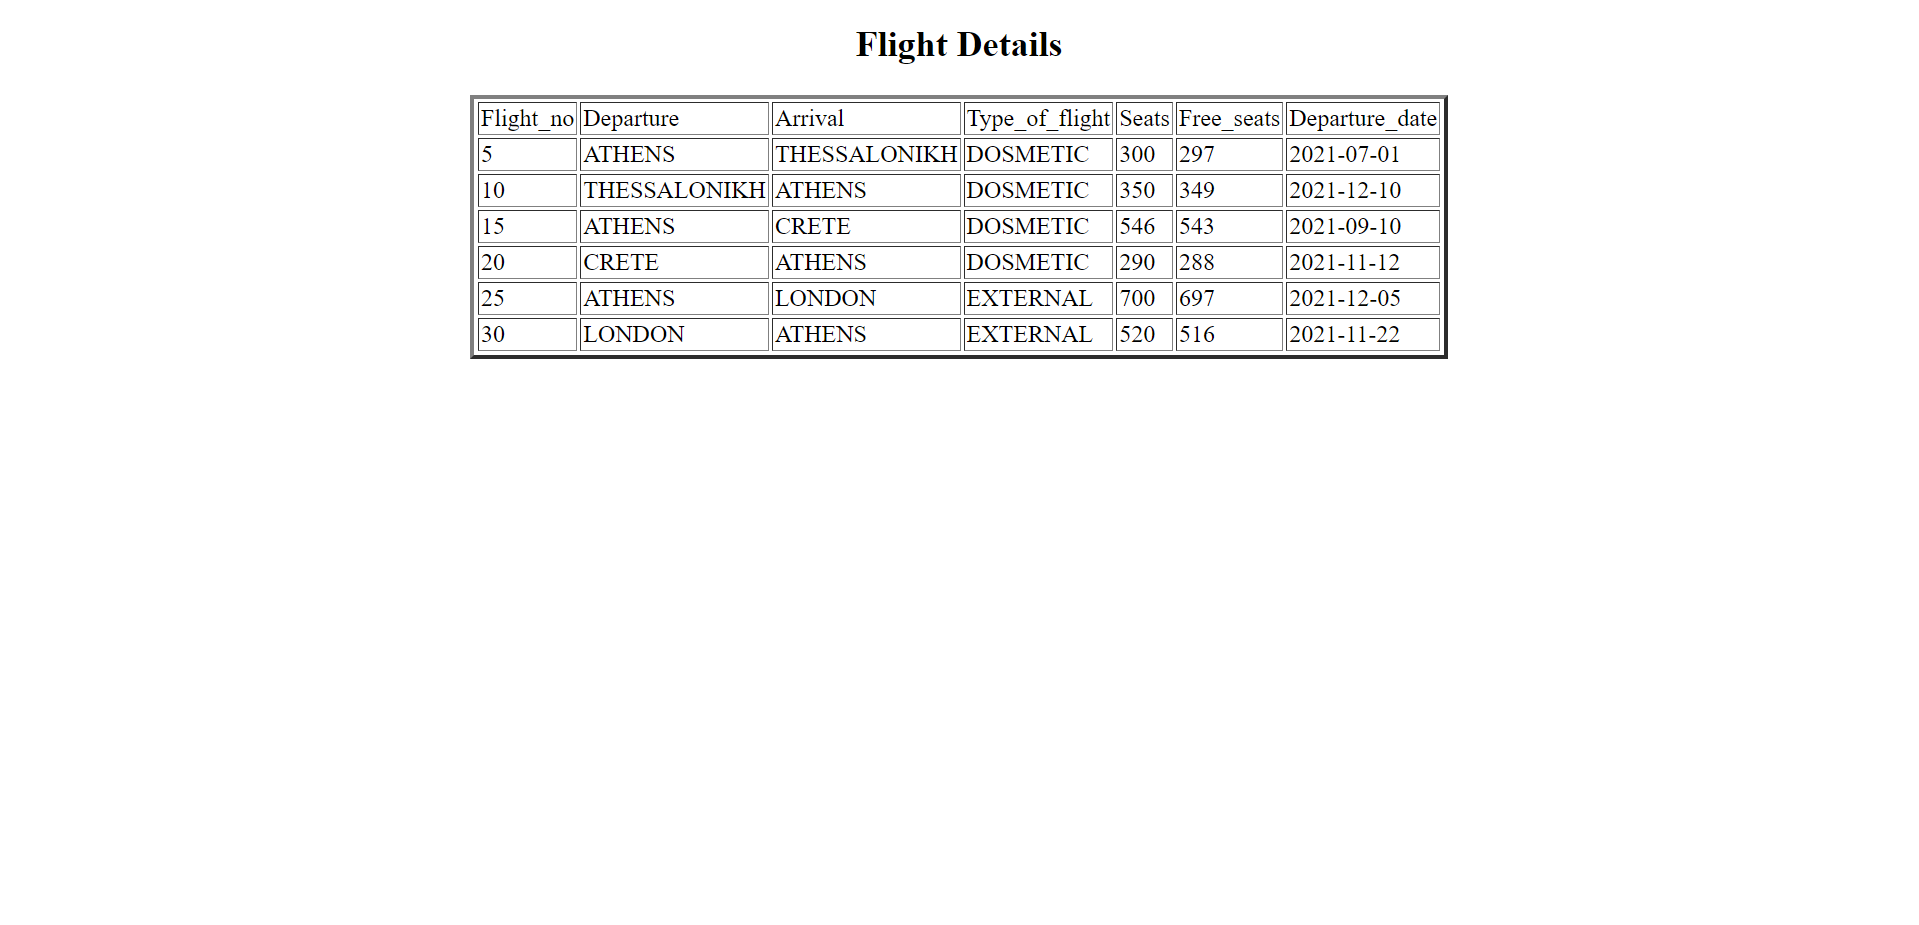 Flight Details
Flight_no Departure Arrival Type_of_flight Seats Free_seats Departure_date
5 ATHENS THESSALONIKH DOSMETIC 300 297 2021-07-01
10 THESSALONIKH ATHENS DOSMETIC 350 349 2021-12-10
15 ATHENS CRETE DOSMETIC 546 543 2021-09-10
20 CRETE ATHENS DOSMETIC 290 288 2021-11-12
25 ATHENS LONDON EXTERNAL 700 697 2021-12-05
30 LONDON ATHENS EXTERNAL 520 516 2021-11-22